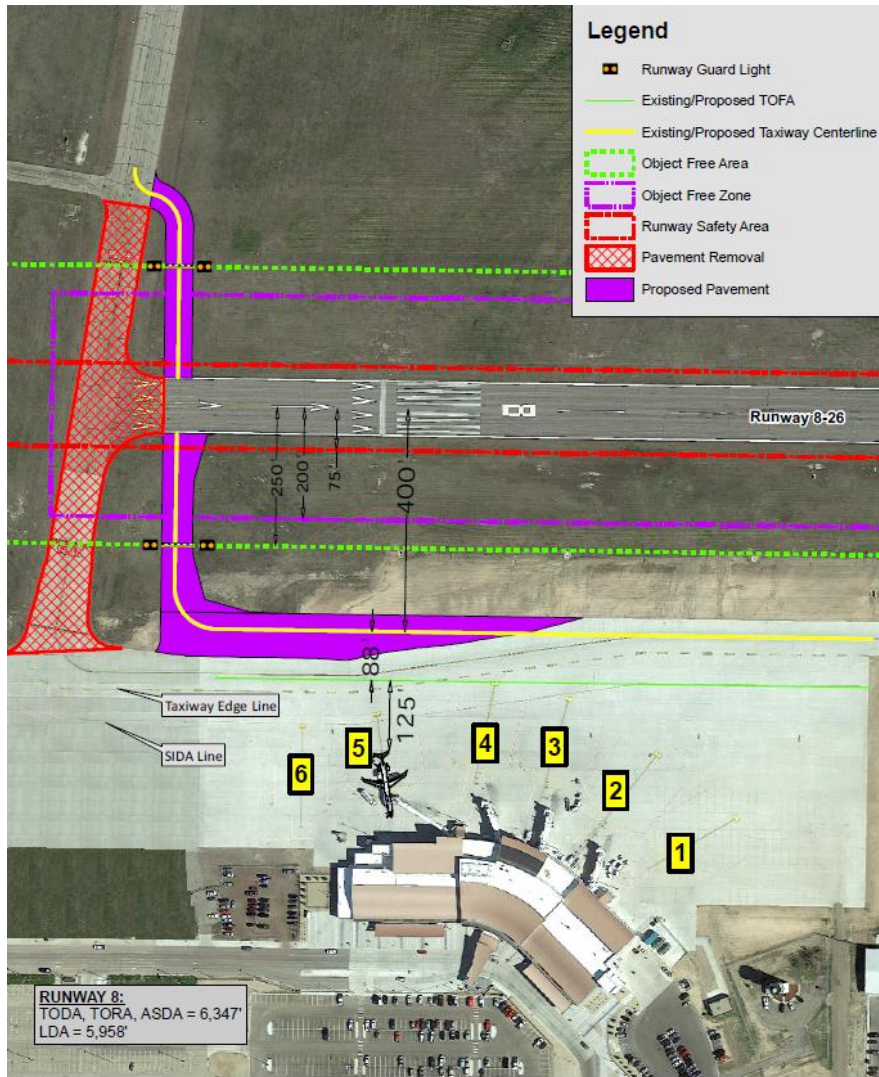 Legend
Runway Guard Light
Existing/Proposed TOFA
Existing/Proposed Taxiway Centerline
Object Free Area
Object Free Zone
Runway Safety Area
Pavement Removal
Proposed Pavement
8
Runway 8-26
250'
200'
75'
400'
88'
125
Taxiway Edge Line
SIDA Line
5
4
3
6
2
1
RUNWAY 8:
TODA, TORA, ASDA = 6,347'
LDA = 5,958'